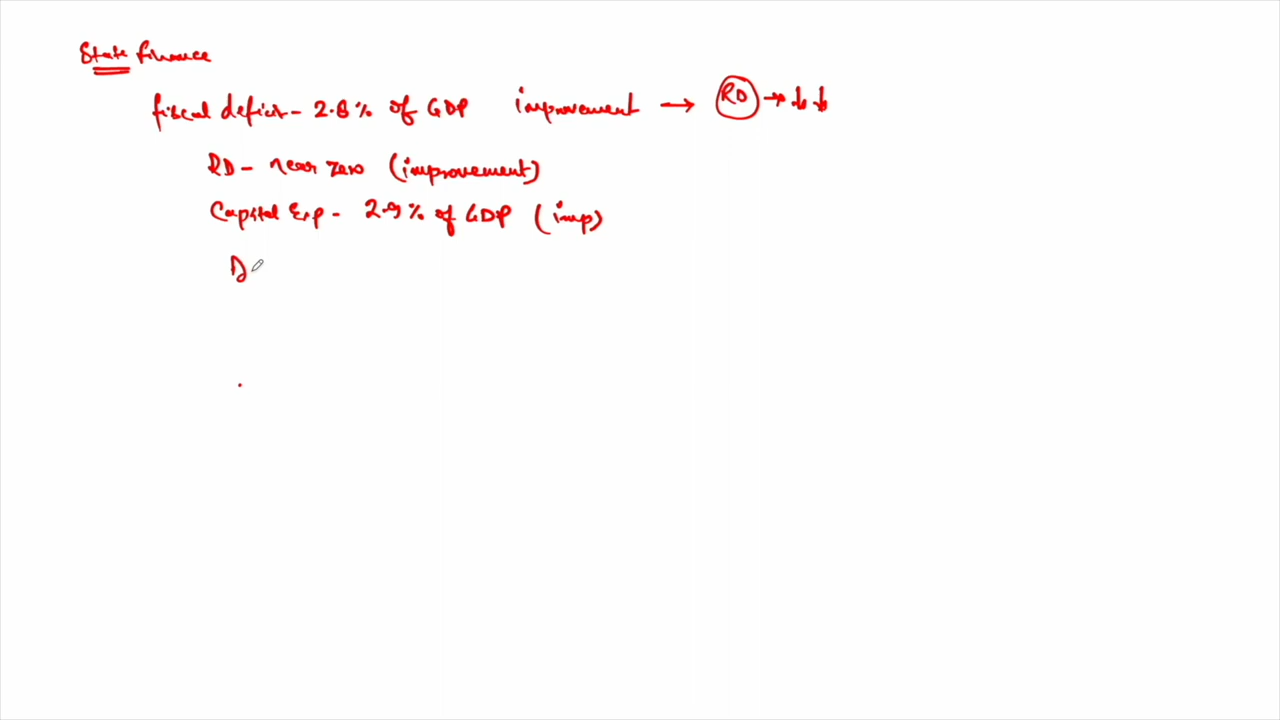 State finance
fiscal deficit - 2.8% of GDP improvement → RD → ↓↓
RD - near zero (improvement)
Capital Exp - 2.9% of GDP (imp)
D